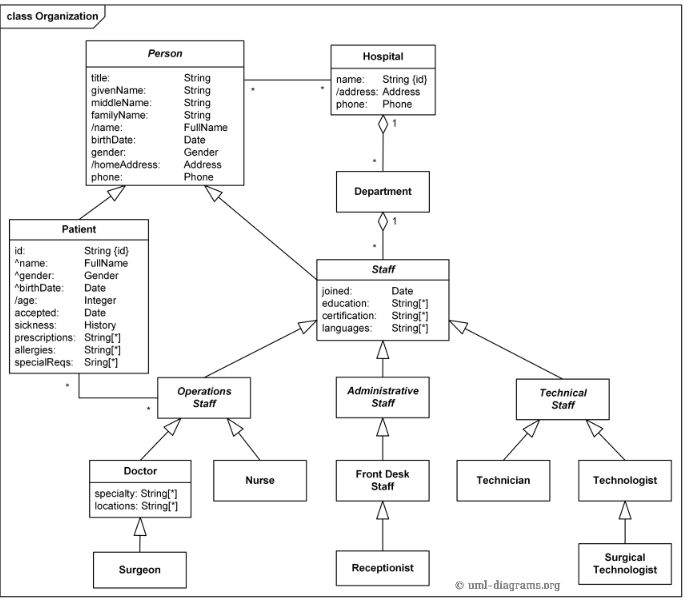 class Organization
Person
title: String
givenName: String
middleName: String
familyName: String
/name: FullName
birthDate: Date
gender: Gender
/homeAddress: Address
phone: Phone
Hospital
name: String {id}
/address: Address
phone: Phone
*
*
1
*
Department
1
*
Patient
id: String {id}
^name: FullName
^gender: Gender
^birthDate: Date
/age: Integer
accepted: Date
sickness: History
prescriptions: String[*]
allergies: String[*]
specialReqs: Sring[*]
Staff
joined: Date
education: String[*]
certification: String[*]
languages: String[*]
*
*
Operations
Staff
Administrative
Staff
Technical
Staff
Doctor
specialty: String[*]
locations: String[*]
Nurse
Front Desk
Staff
Technician
Technologist
Surgeon
Receptionist
Surgical
Technologist
© uml-diagrams.org